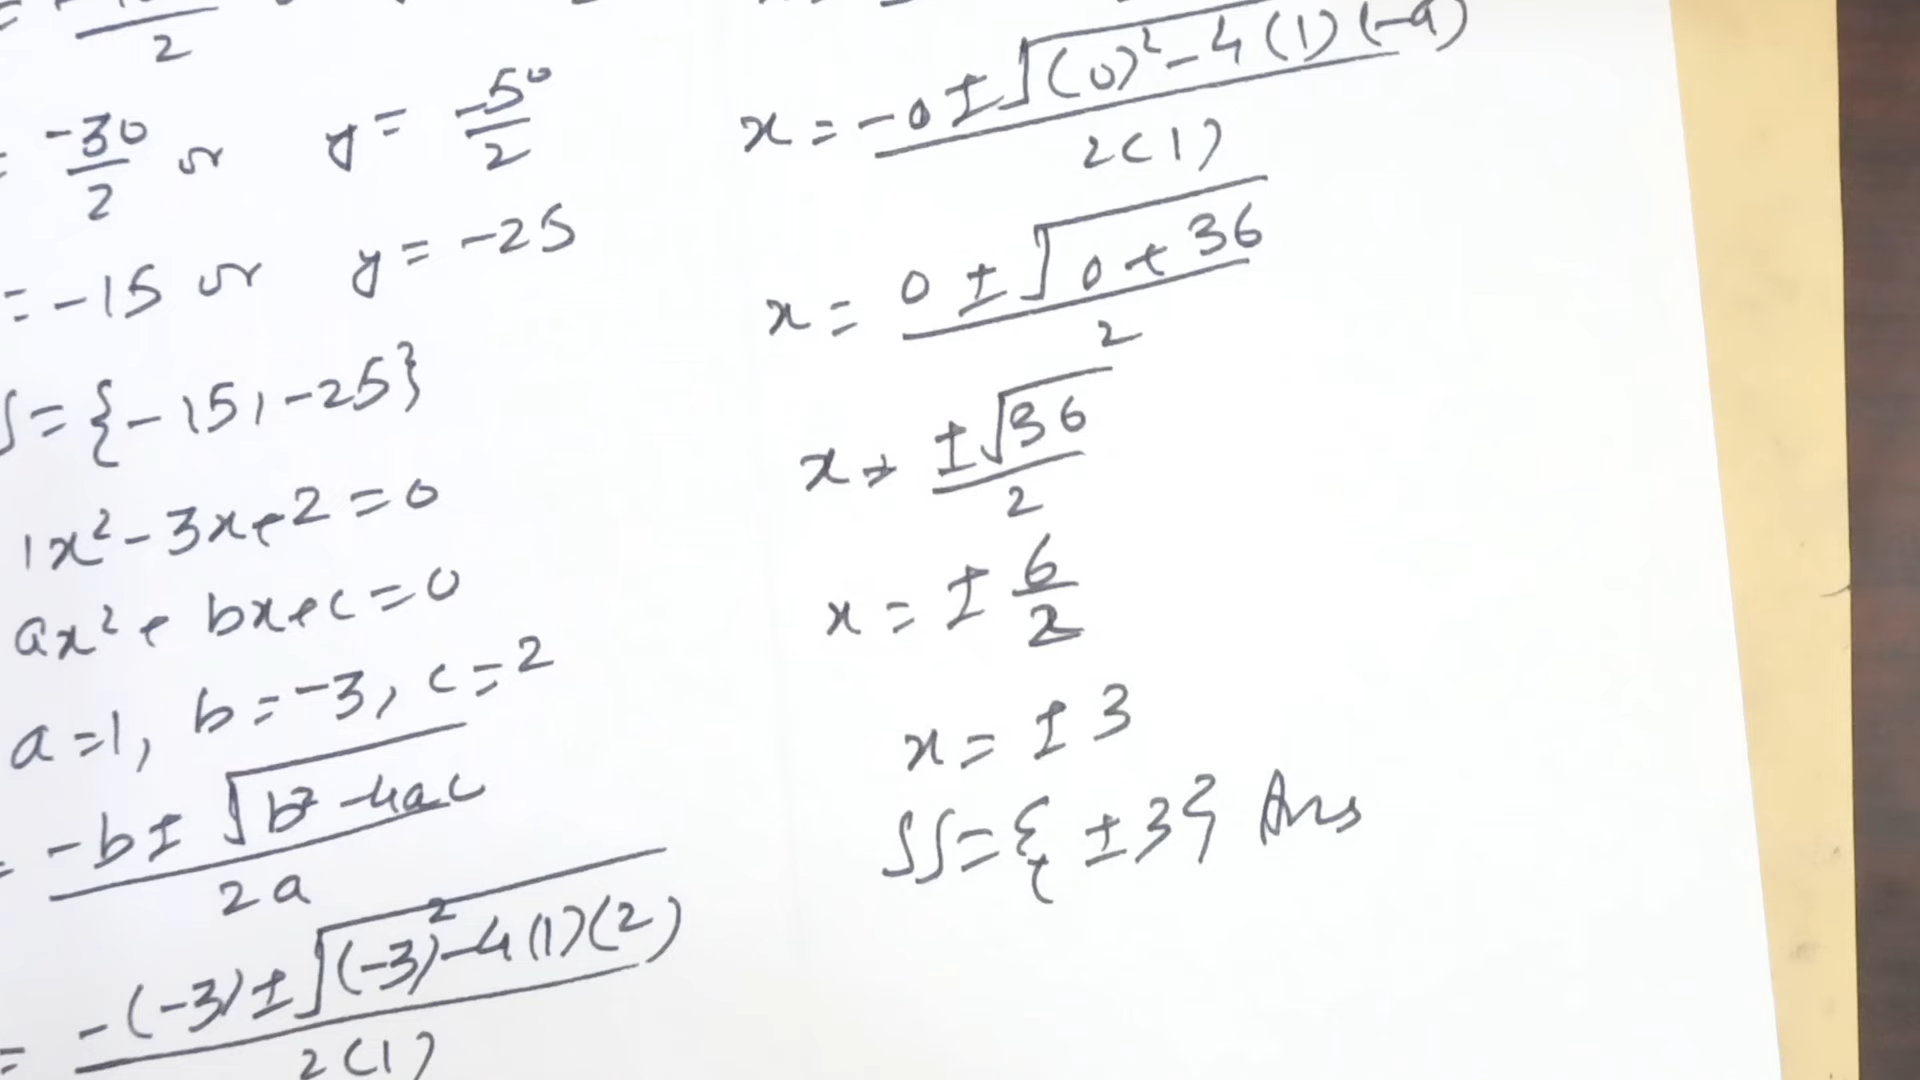 2
= -30/2 or y = -50/2
= -15 or y = -25
S = {-15, -25}
1x² - 3x + 2 = 0
ax² + bx + c = 0
a = 1, b = -3, c = 2
= -b ± √(b² - 4ac) / 2a
= -(-3) ± √((-3)² - 4(1)(2)) / 2(1)
x = -0 ± √((0)² - 4(1)(-9)) / 2(1)
x = 0 ± √(0 + 36) / 2
x = ±√36 / 2
x = ± 6/2
x = ± 3
SS = {±3} Ans